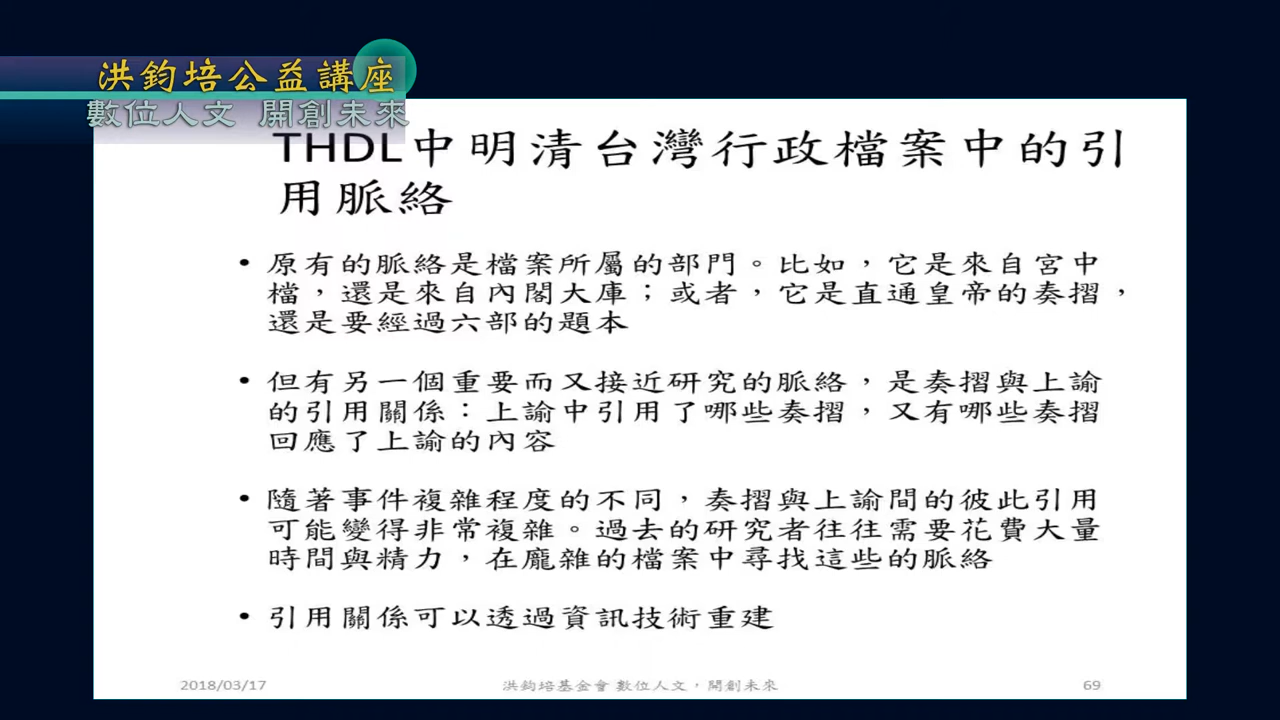 洪鈞培公益講座
數位人文 開創未來
THDL中明清台灣行政檔案中的引
用脈絡
• 原有的脈絡是檔案所屬的部門。比如，它是來自宮中
檔，還是來自內閣大庫；或者，它是直通皇帝的奏摺，
還是要經過六部的題本
• 但有另一個重要而又接近研究的脈絡，是奏摺與上諭
的引用關係：上諭中引用了哪些奏摺，又有哪些奏摺
回應了上諭的內容
• 隨著事件複雜程度的不同，奏摺與上諭間的彼此引用
可能變得非常複雜。過去的研究者往往需要花費大量
時間與精力，在龐雜的檔案中尋找這些的脈絡
• 引用關係可以透過資訊技術重建
2018/03/17
洪鈞培基金會 數位人文，開創未來
69